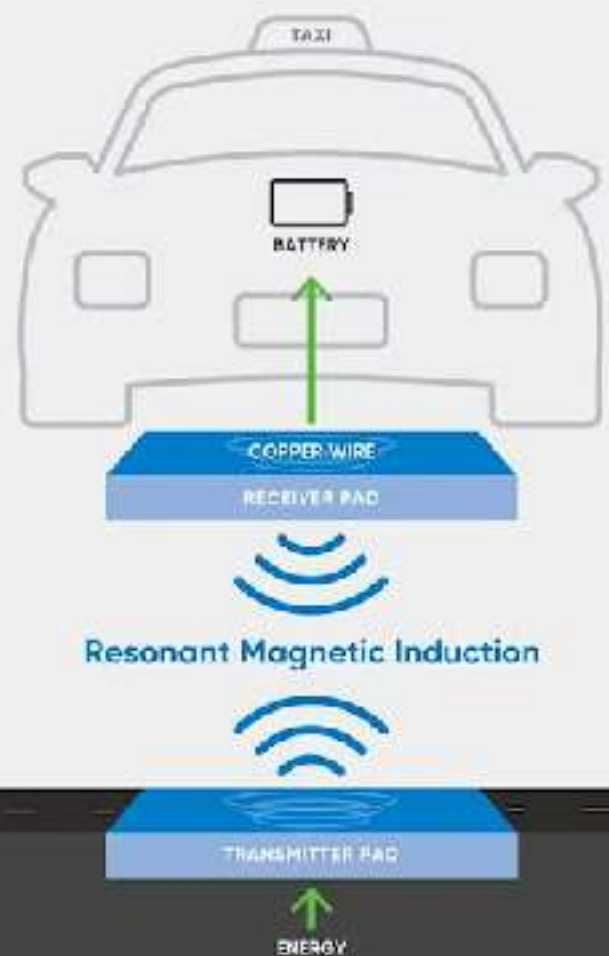 TAXI
BATTERY
COPPER WIRE
RECEIVER PAD
Resonant Magnetic Induction
TRANSMITTER PAD
ENERGY